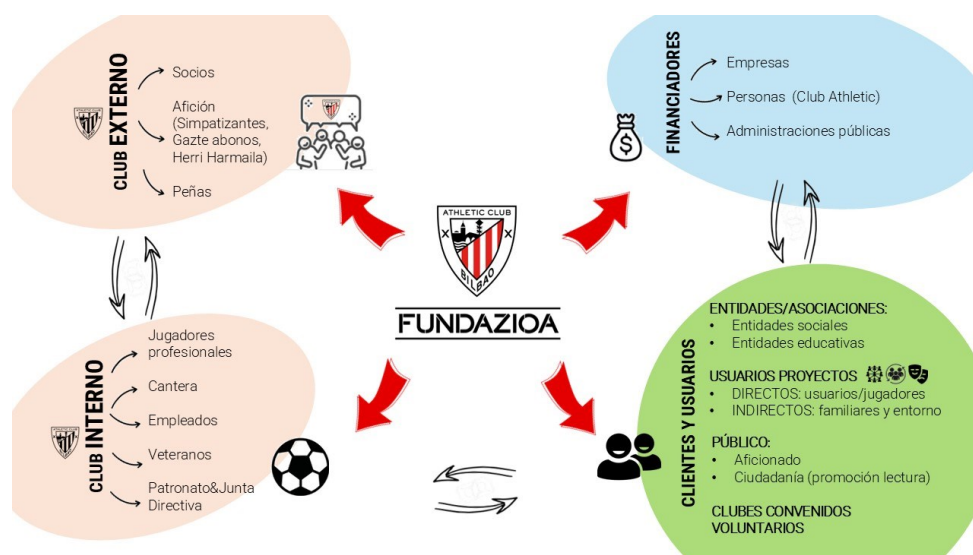 CLUB EXTERNO
Socios
Afición
(Simpatizantes,
Gazte abonos,
Herri Harmaila)
Peñas
FINANCIADORES
Empresas
Personas (Club Athletic)
Administraciones públicas
ATHLETIC CLUB
BILBAO
FUNDAZIOA
CLUB INTERNO
Jugadores
profesionales
Cantera
Empleados
Veteranos
Patronato&Junta
Directiva
CLIENTES Y USUARIOS
ENTIDADES/ASOCIACIONES:
• Entidades sociales
• Entidades educativas
USUARIOS PROYECTOS
• DIRECTOS: usuarios/jugadores
• INDIRECTOS: familiares y entorno
PÚBLICO:
• Aficionado
• Ciudadanía (promoción lectura)
CLUBES CONVENIDOS
VOLUNTARIOS